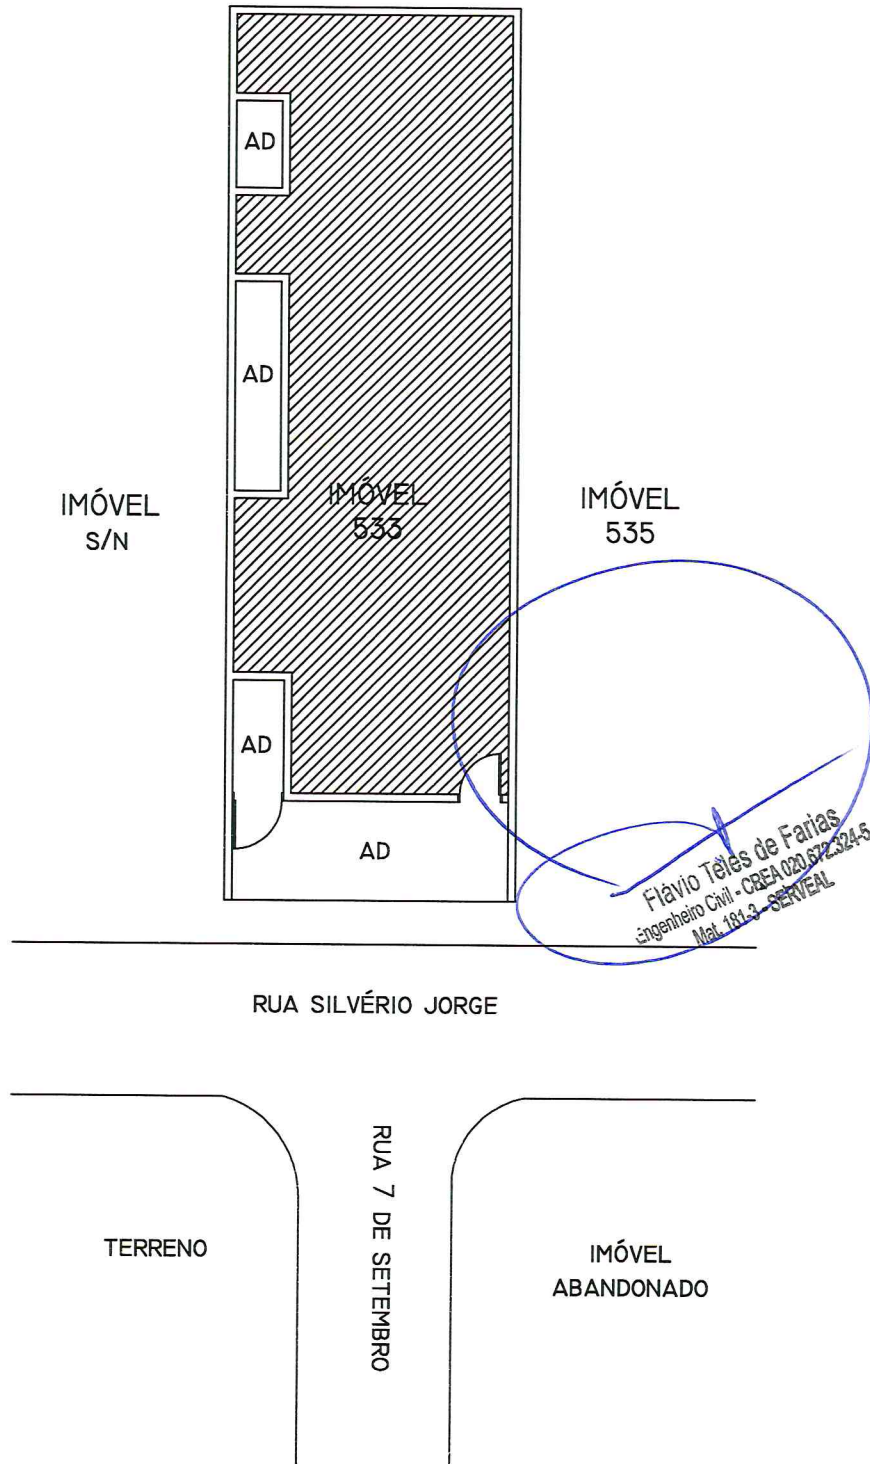 AD
AD
IMÓVEL
S/N
IMÓVEL
533
IMÓVEL
535
AD
AD
Flávio Teles de Farias
Engenheiro Civil - CREA 020.672.324-5
Mat. 181-3 - SERVEAL
RUA SILVÉRIO JORGE
RUA 7 DE SETEMBRO
TERRENO
IMÓVEL
ABANDONADO